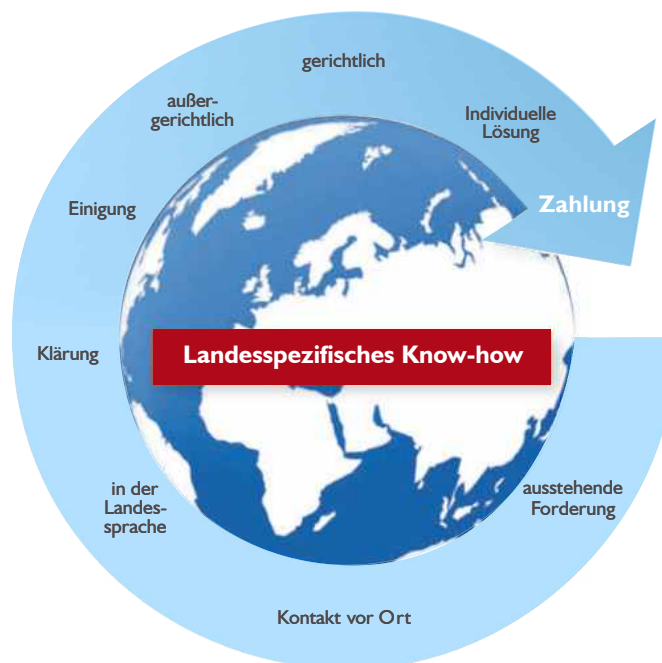 gerichtlich
außer-
gerichtlich
Individuelle
Lösung
Einigung
Zahlung
Klärung
Landesspezifisches Know-how
in der
Landes-
sprache
ausstehende
Forderung
Kontakt vor Ort